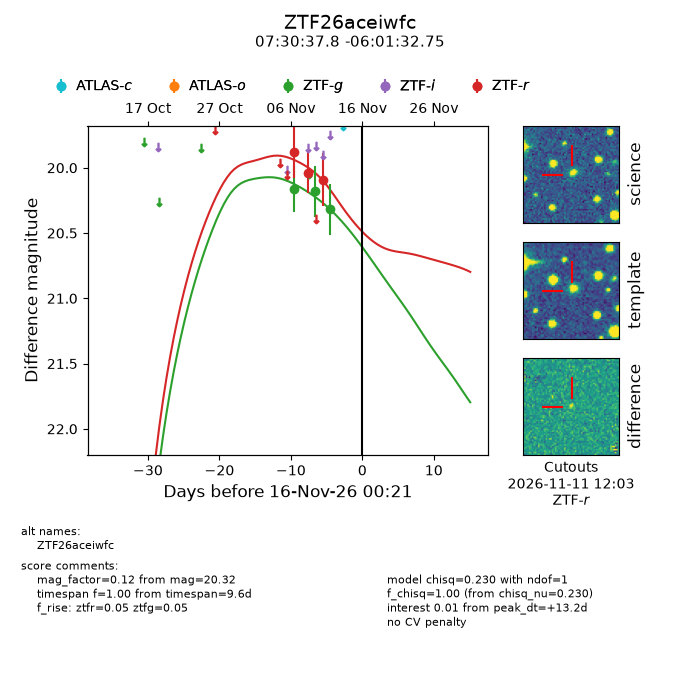 ZTF26aceiwfc
07:30:37.8 -06:01:32.75
ATLAS-c ATLAS-o ZTF-g ZTF-i ZTF-r
17 Oct 27 Oct 06 Nov 16 Nov 26 Nov
20.0
20.5
21.0
21.5
22.0
Difference magnitude
−30 −20 −10 0 10
Days before 16-Nov-26 00:21
science
template
difference
Cutouts
2026-11-11 12:03
ZTF-r
alt names:
ZTF26aceiwfc
score comments:
mag_factor=0.12 from mag=20.32
timespan f=1.00 from timespan=9.6d
f_rise: ztfr=0.05 ztfg=0.05
model chisq=0.230 with ndof=1
f_chisq=1.00 (from chisq_nu=0.230)
interest 0.01 from peak_dt=+13.2d
no CV penalty